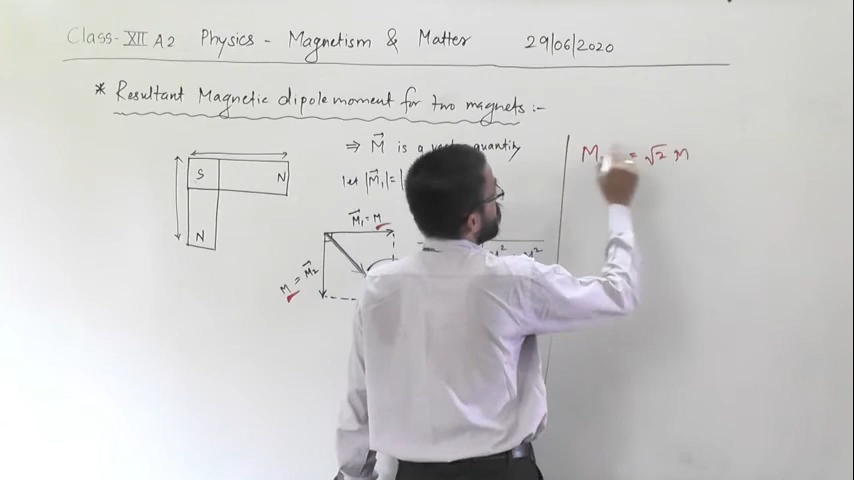 Class-XII A2 Physics - Magnetism & Matter 29/06/2020
* Resultant Magnetic dipole moment for two magnets :-
S N
N
⇒ M⃗ is a quantity
let |M⃗₁|=
M⃗₁ = M
M = M⃗₂
M = √2 M